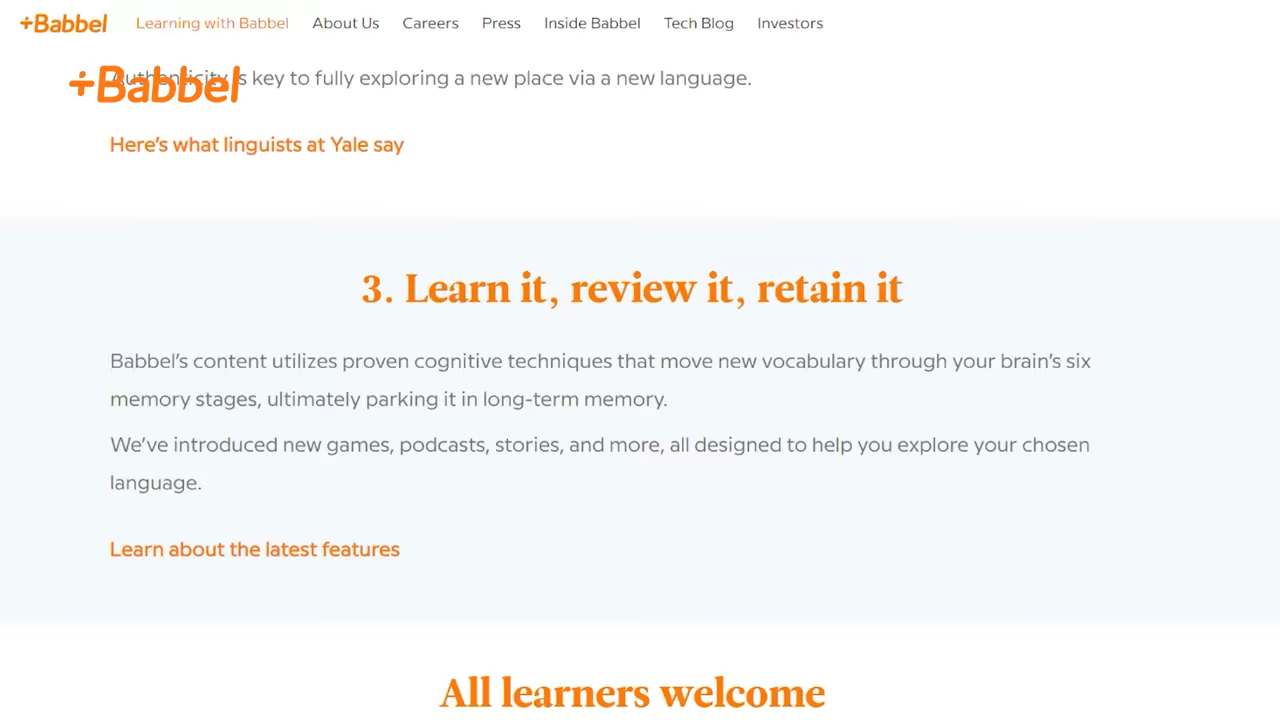 +Babbel Learning with Babbel About Us Careers Press Inside Babbel Tech Blog Investors
+Babbel
Authenticity is key to fully exploring a new place via a new language.
Here's what linguists at Yale say
3. Learn it, review it, retain it
Babbel's content utilizes proven cognitive techniques that move new vocabulary through your brain's six
memory stages, ultimately parking it in long-term memory.
We've introduced new games, podcasts, stories, and more, all designed to help you explore your chosen
language.
Learn about the latest features
All learners welcome